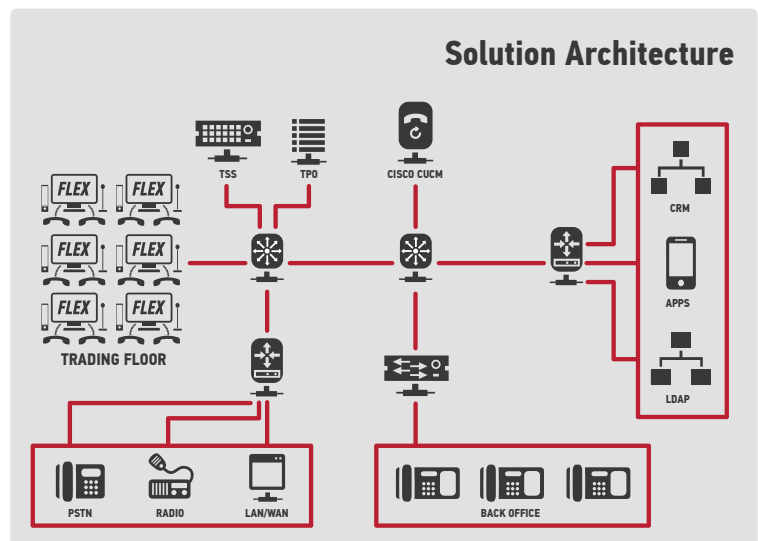 Solution Architecture
TSS
TPO
CISCO CUCM
FLEX
FLEX
FLEX
FLEX
FLEX
FLEX
TRADING FLOOR
CRM
APPS
LDAP
PSTN
RADIO
LAN/WAN
BACK OFFICE